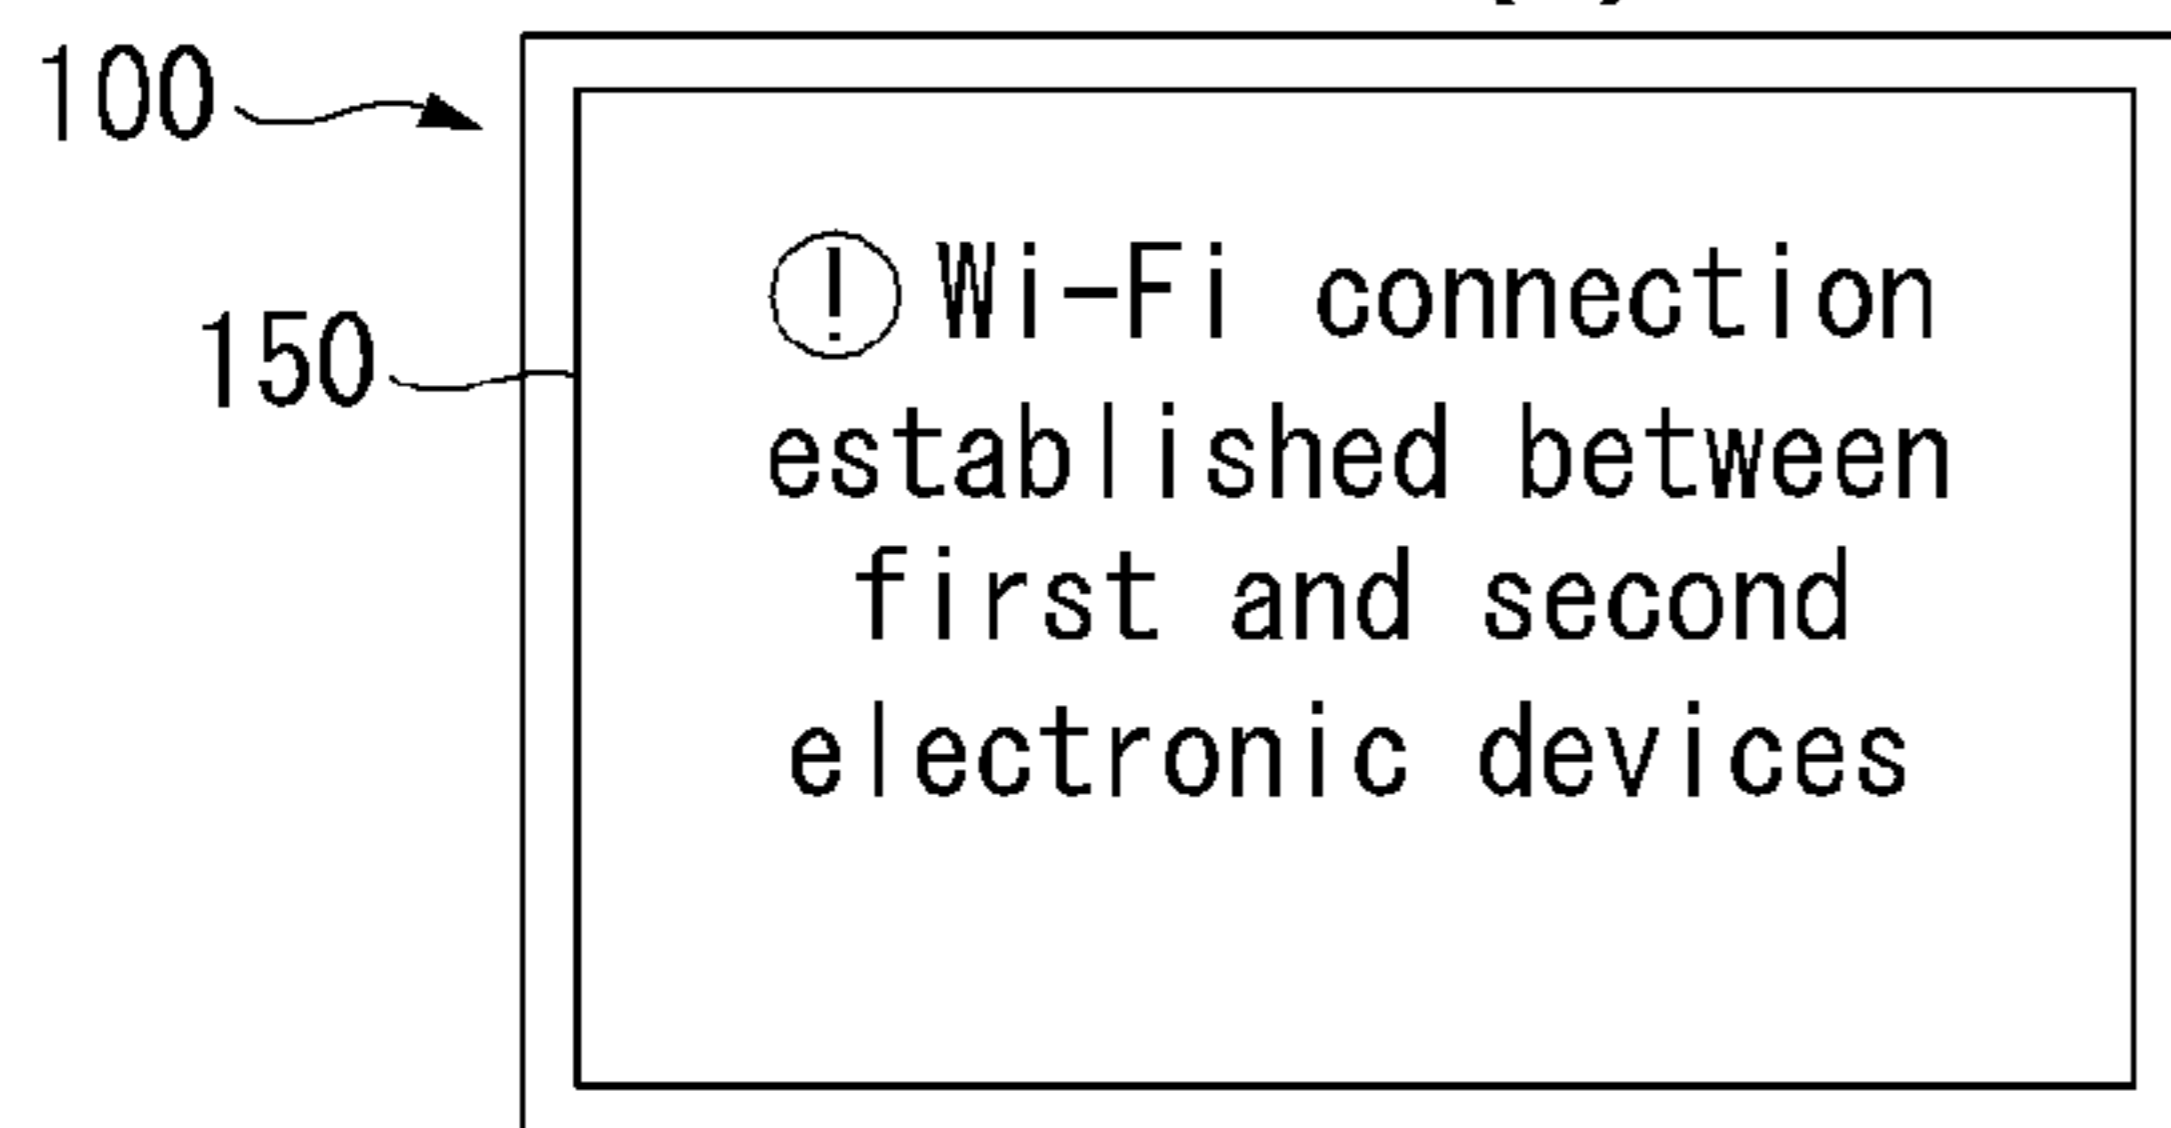 100
! Wi-Fi connection
150
established between
first and second
electronic devices